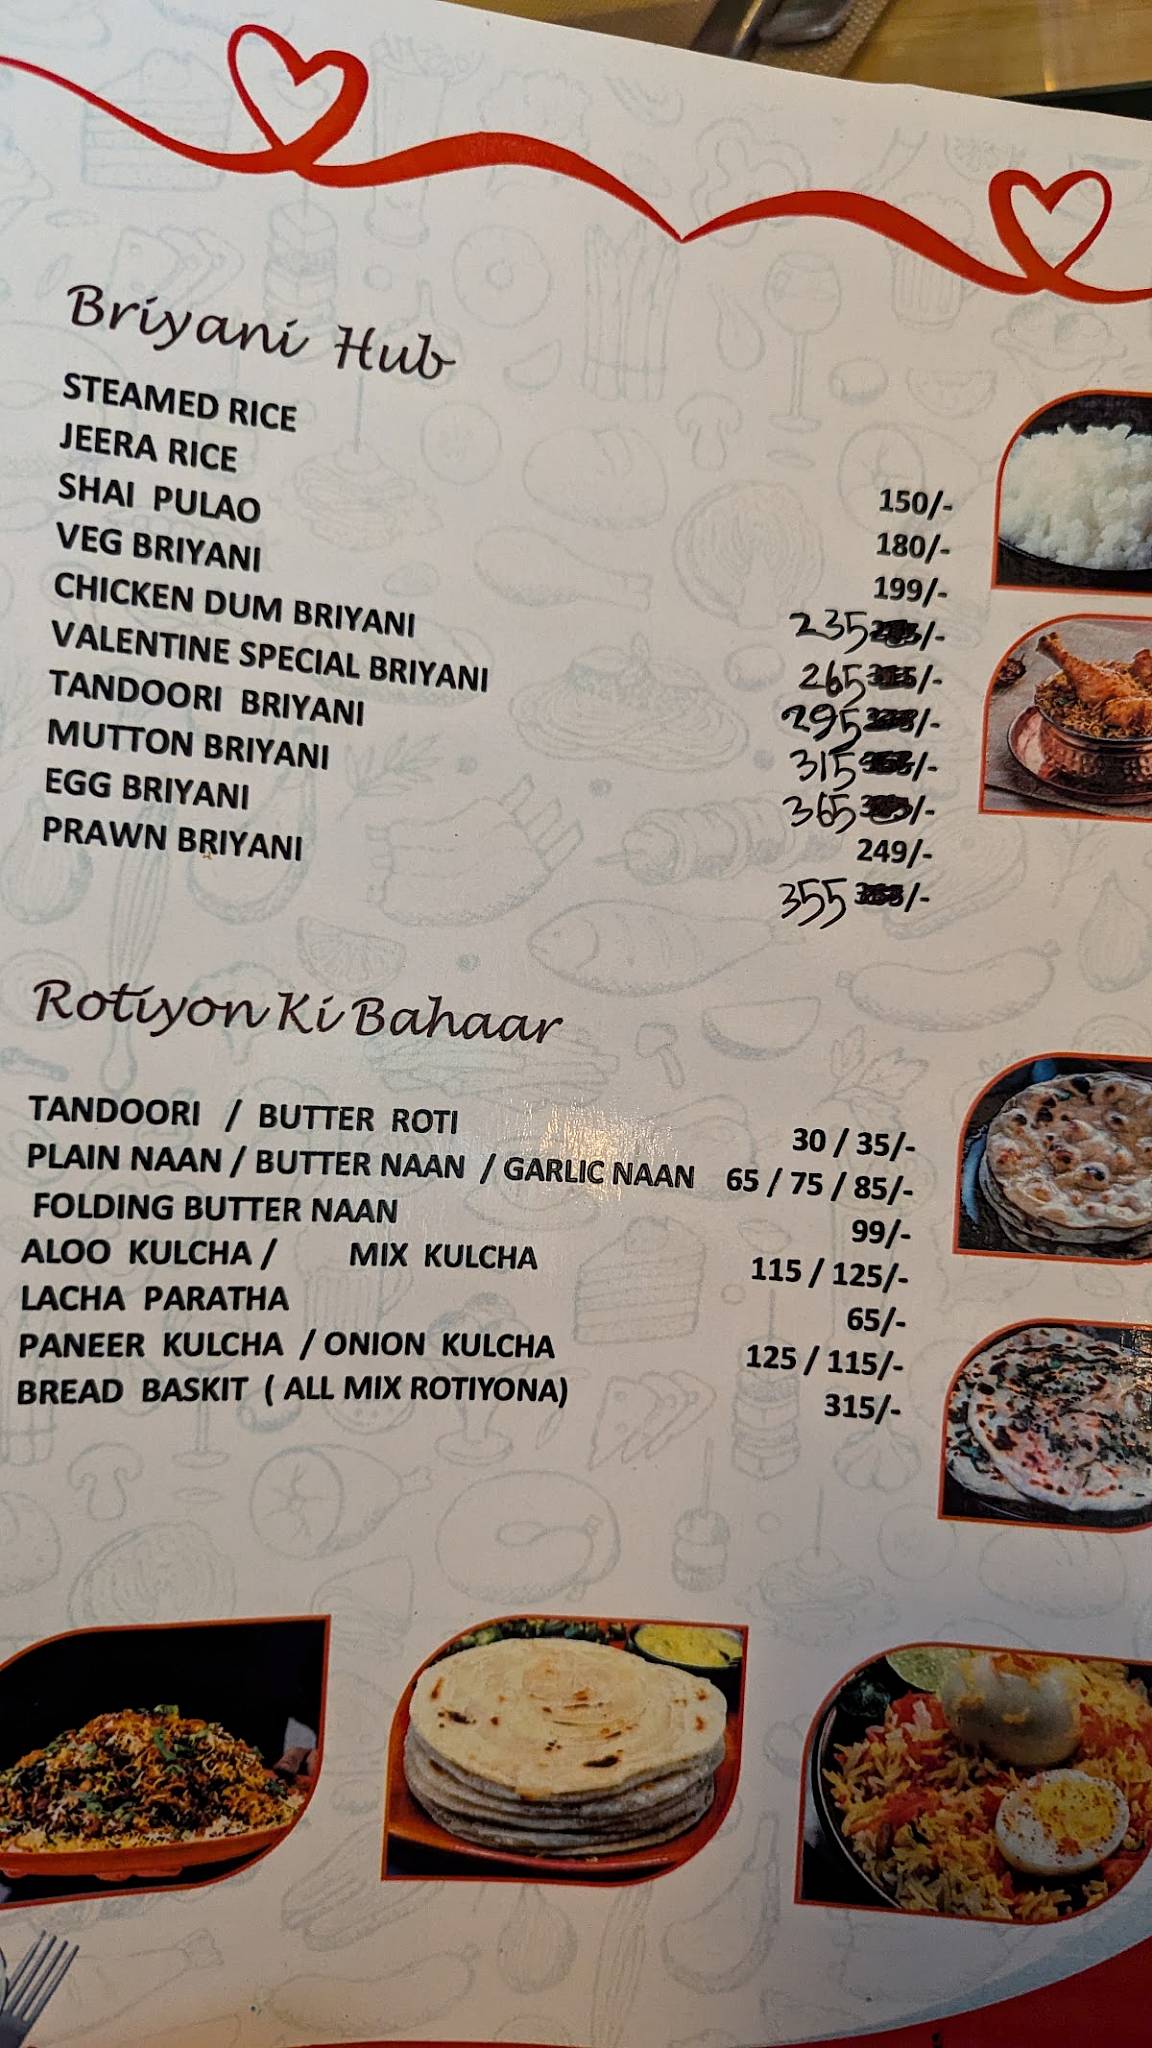 Briyani Hub
STEAMED RICE 150/-
JEERA RICE 180/-
SHAI PULAO 199/-
VEG BRIYANI 235/-
CHICKEN DUM BRIYANI 265/-
VALENTINE SPECIAL BRIYANI 295/-
TANDOORI BRIYANI 315/-
MUTTON BRIYANI 365/-
EGG BRIYANI 249/-
PRAWN BRIYANI 355/-
Rotiyon Ki Bahaar
TANDOORI / BUTTER ROTI 30 / 35/-
PLAIN NAAN / BUTTER NAAN / GARLIC NAAN 65 / 75 / 85/-
FOLDING BUTTER NAAN 99/-
ALOO KULCHA / MIX KULCHA 115 / 125/-
LACHA PARATHA 65/-
PANEER KULCHA / ONION KULCHA 125 / 115/-
BREAD BASKIT ( ALL MIX ROTIYONA) 315/-